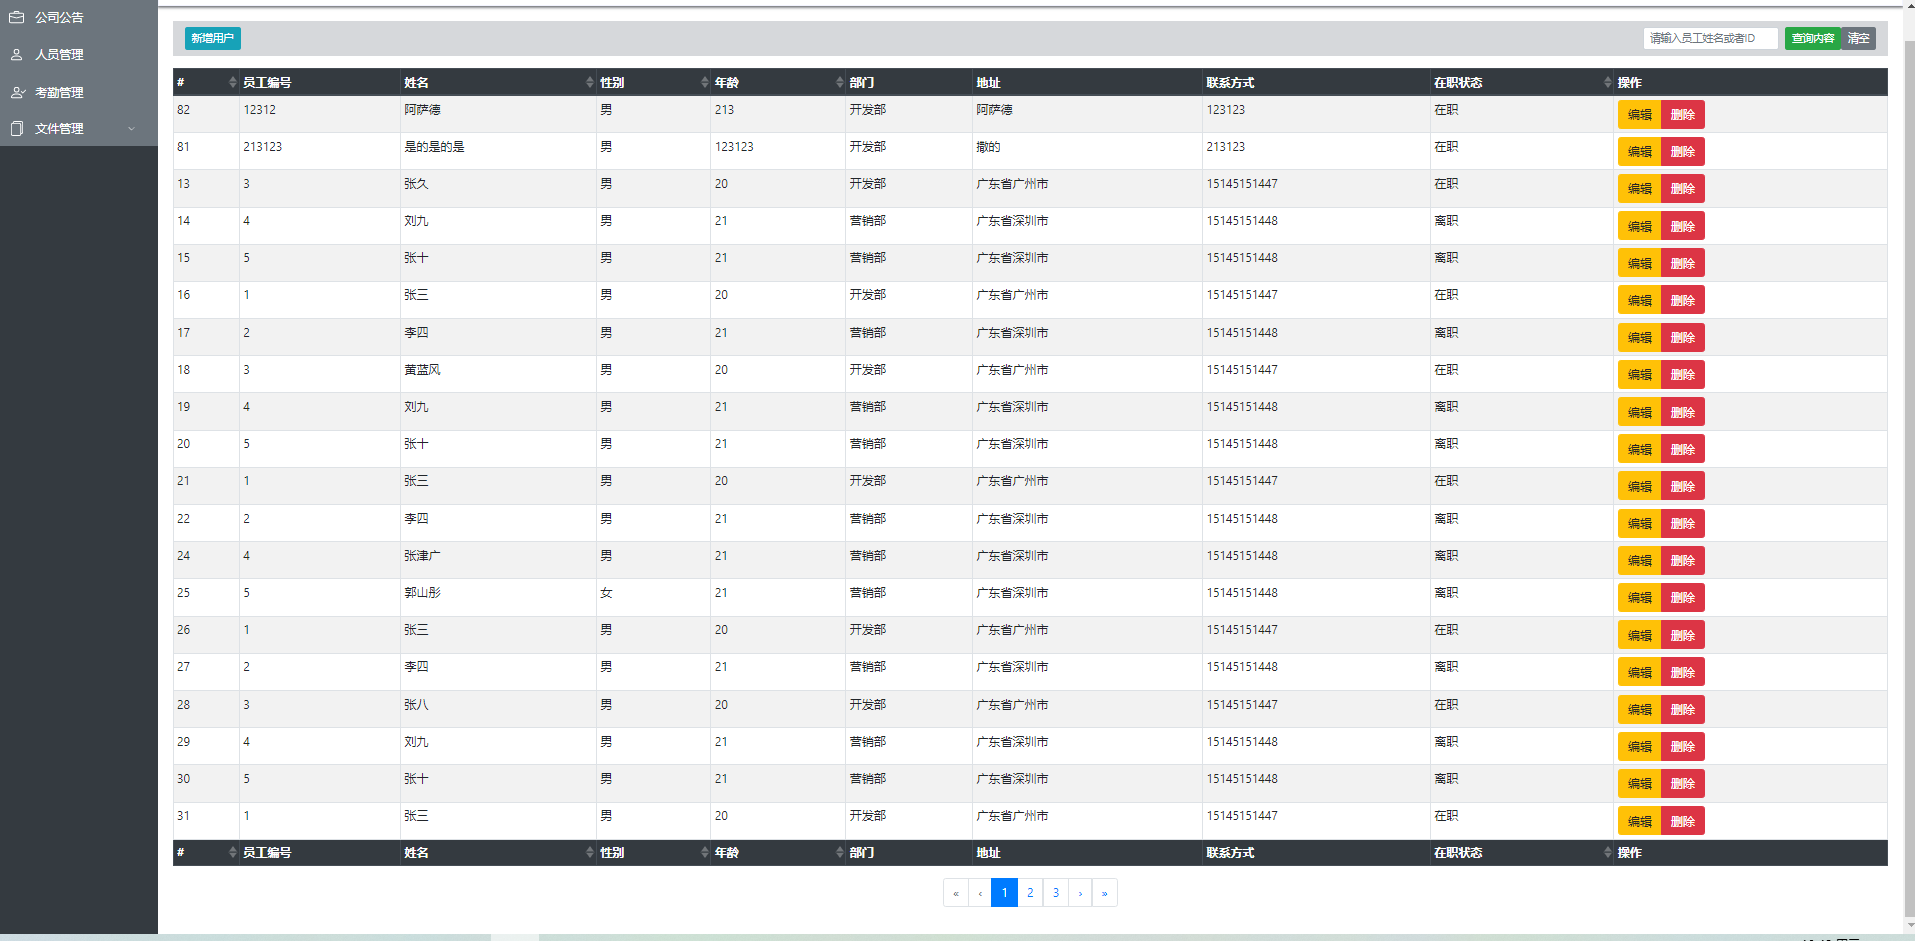 公司公告
人员管理
考勤管理
文件管理
新增用户
请输入员工姓名或者ID 查询内容 清空
# 员工编号 姓名 性别 年龄 部门 地址 联系方式 在职状态 操作
82 12312 阿萨德 男 213 开发部 阿萨德 123123 在职 编辑 删除
81 213123 是的是的是 男 123123 开发部 撒的 213123 在职 编辑 删除
13 3 张久 男 20 开发部 广东省广州市 15145151447 在职 编辑 删除
14 4 刘九 男 21 营销部 广东省深圳市 15145151448 离职 编辑 删除
15 5 张十 男 21 营销部 广东省深圳市 15145151448 离职 编辑 删除
16 1 张三 男 20 开发部 广东省广州市 15145151447 在职 编辑 删除
17 2 李四 男 21 营销部 广东省深圳市 15145151448 离职 编辑 删除
18 3 黄蓝风 男 20 开发部 广东省广州市 15145151447 在职 编辑 删除
19 4 刘九 男 21 营销部 广东省深圳市 15145151448 离职 编辑 删除
20 5 张十 男 21 营销部 广东省深圳市 15145151448 离职 编辑 删除
21 1 张三 男 20 开发部 广东省广州市 15145151447 在职 编辑 删除
22 2 李四 男 21 营销部 广东省深圳市 15145151448 离职 编辑 删除
24 4 张津广 男 21 营销部 广东省深圳市 15145151448 离职 编辑 删除
25 5 郭山彤 女 21 营销部 广东省深圳市 15145151448 离职 编辑 删除
26 1 张三 男 20 开发部 广东省广州市 15145151447 在职 编辑 删除
27 2 李四 男 21 营销部 广东省深圳市 15145151448 离职 编辑 删除
28 3 张八 男 20 开发部 广东省广州市 15145151447 在职 编辑 删除
29 4 刘九 男 21 营销部 广东省深圳市 15145151448 离职 编辑 删除
30 5 张十 男 21 营销部 广东省深圳市 15145151448 离职 编辑 删除
31 1 张三 男 20 开发部 广东省广州市 15145151447 在职 编辑 删除
# 员工编号 姓名 性别 年龄 部门 地址 联系方式 在职状态 操作
« ‹ 1 2 3 › »